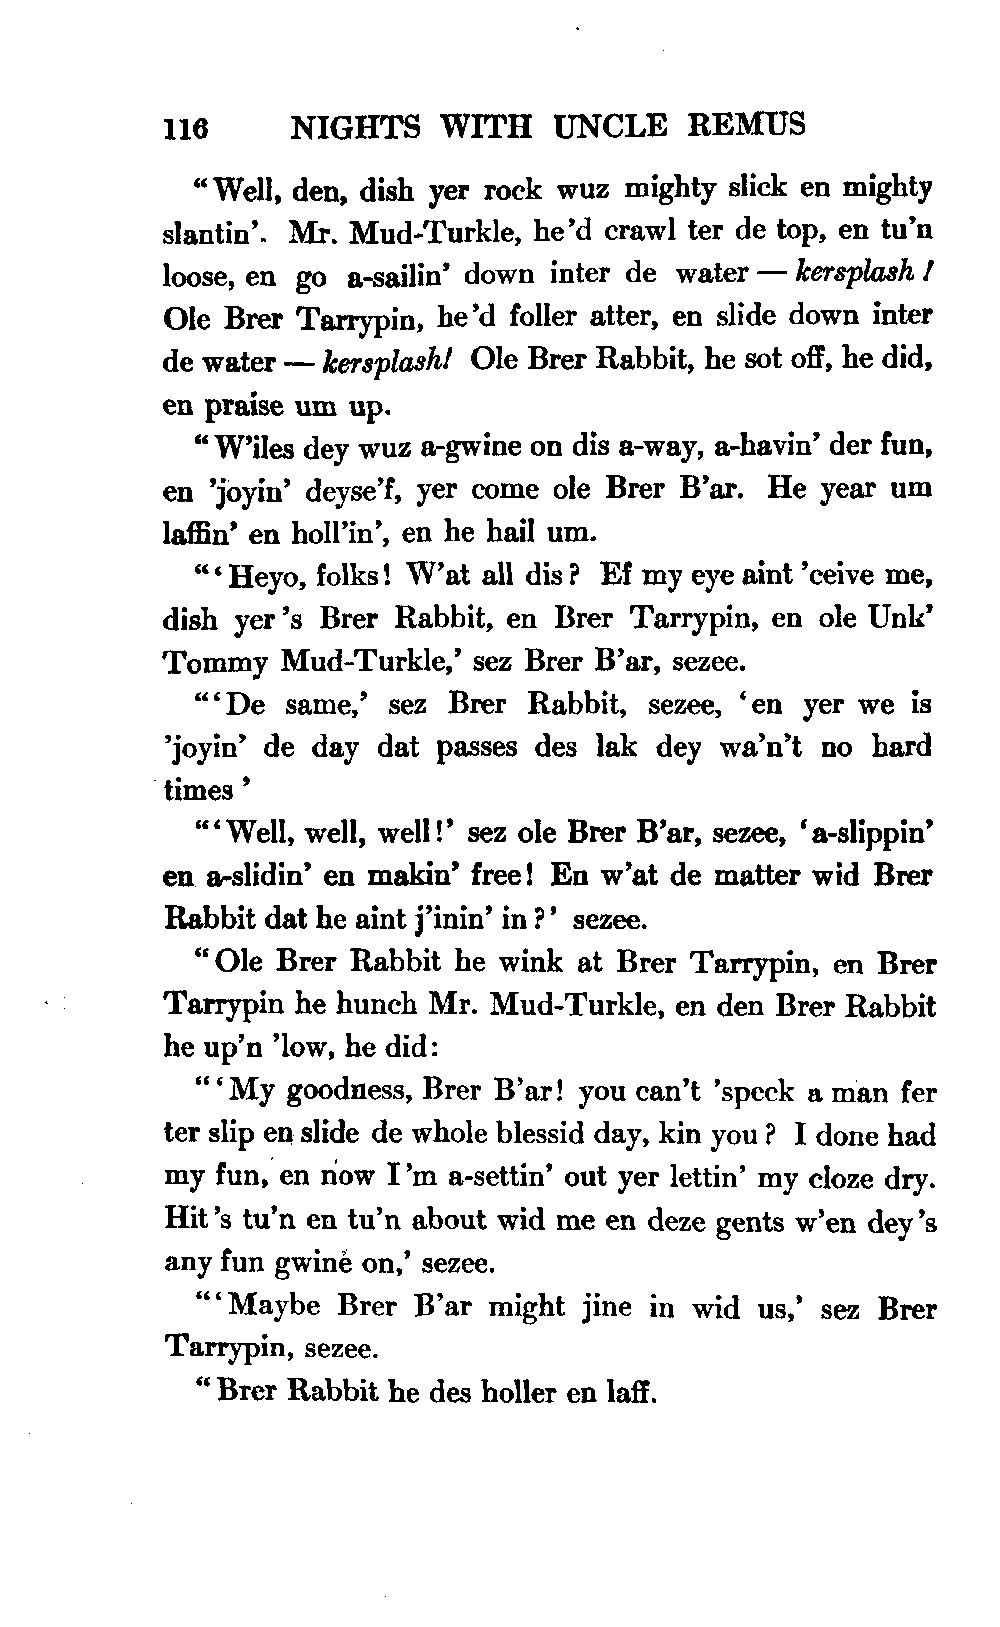 116 NIGHTS WITH UNCLE REMUS
“Well, den, dish yer rock wuz mighty slick en mighty
slantin’. Mr. Mud-Turkle, he’d crawl ter de top, en tu’n
loose, en go a-sailin’ down inter de water — kersplash!
Ole Brer Tarrypin, he’d foller atter, en slide down inter
de water — kersplash! Ole Brer Rabbit, he sot off, he did,
en praise um up.
“W’iles dey wuz a-gwine on dis a-way, a-havin’ der fun,
en ’joyin’ deyse’f, yer come ole Brer B’ar. He year um
laffin’ en holl’in’, en he hail um.
“‘Heyo, folks! W’at all dis? Ef my eye aint ’ceive me,
dish yer’s Brer Rabbit, en Brer Tarrypin, en ole Unk’
Tommy Mud-Turkle,’ sez Brer B’ar, sezee.
“‘De same,’ sez Brer Rabbit, sezee, ‘en yer we is
’joyin’ de day dat passes des lak dey wa’n’t no hard
times’
“‘Well, well, well!’ sez ole Brer B’ar, sezee, ‘a-slippin’
en a-slidin’ en makin’ free! En w’at de matter wid Brer
Rabbit dat he aint j’inin’ in?’ sezee.
“Ole Brer Rabbit he wink at Brer Tarrypin, en Brer
Tarrypin he hunch Mr. Mud-Turkle, en den Brer Rabbit
he up’n ’low, he did:
“‘My goodness, Brer B’ar! you can’t ’speck a man fer
ter slip en slide de whole blessid day, kin you? I done had
my fun, en now I’m a-settin’ out yer lettin’ my cloze dry.
Hit’s tu’n en tu’n about wid me en deze gents w’en dey’s
any fun gwine on,’ sezee.
“‘Maybe Brer B’ar might jine in wid us,’ sez Brer
Tarrypin, sezee.
“Brer Rabbit he des holler en laff.